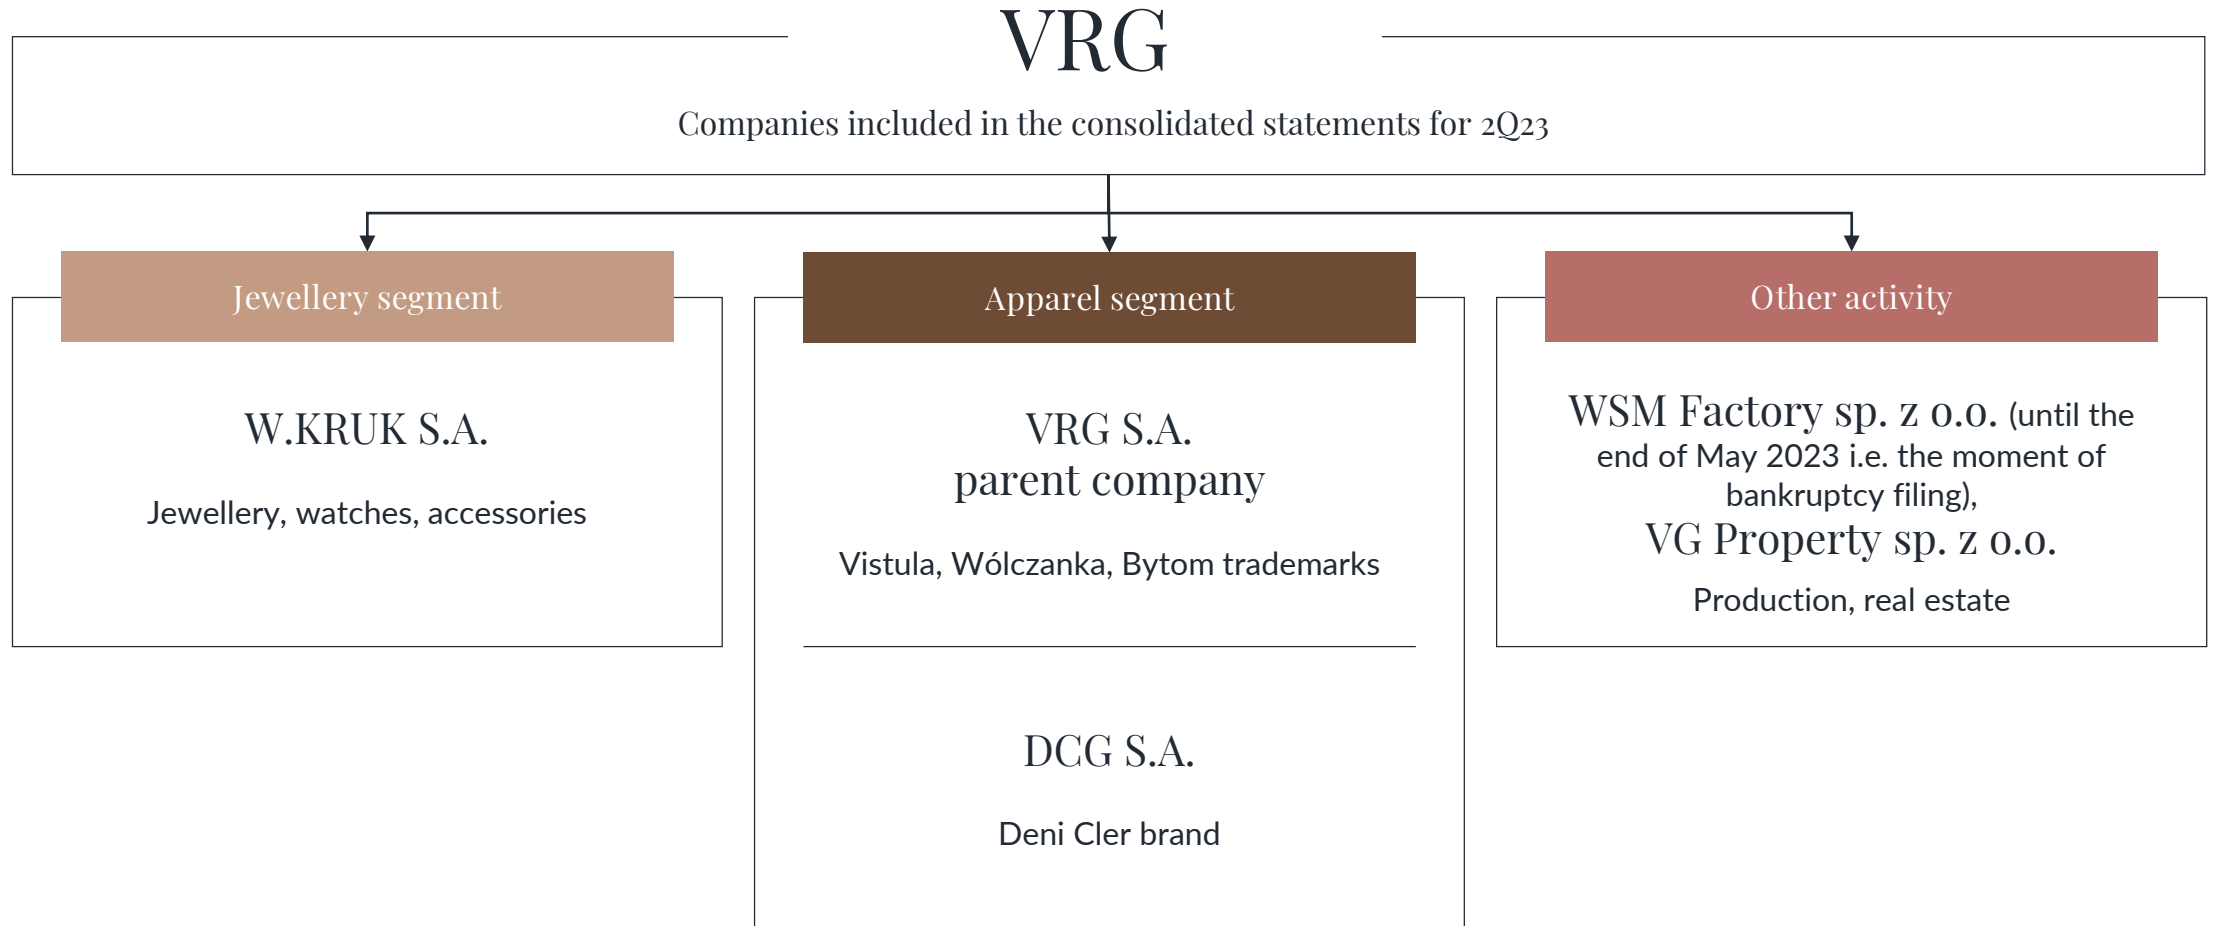 VRG
Companies included in the consolidated statements for 2Q23
Jewellery segment
W.KRUK S.A.
Jewellery, watches, accessories
Apparel segment
VRG S.A.
parent company
Vistula, Wólczanka, Bytom trademarks
DCG S.A.
Deni Cler brand
Other activity
WSM Factory sp. z o.o. (until the
end of May 2023 i.e. the moment of
bankruptcy filing),
VG Property sp. z o.o.
Production, real estate